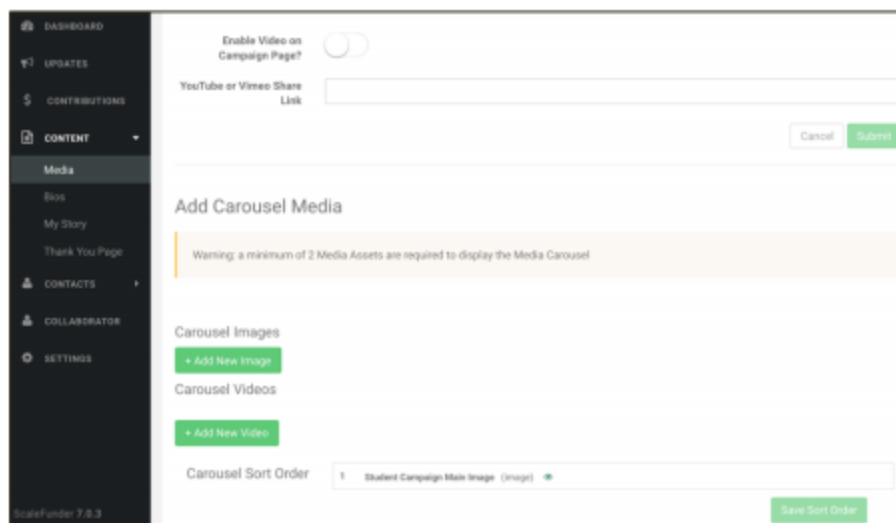 DASHBOARD
UPDATES
$ CONTRIBUTIONS
CONTENT
Media
Bios
My Story
Thank You Page
CONTACTS
COLLABORATOR
SETTINGS
ScaleFunder 7.0.3
Enable Video on
Campaign Page?
YouTube or Vimeo Share
Link
Cancel
Submit
Add Carousel Media
Warning: a minimum of 2 Media Assets are required to display the Media Carousel
Carousel Images
+ Add New Image
Carousel Videos
+ Add New Video
Carousel Sort Order
1 Student Campaign Main Image (image)
Save Sort Order